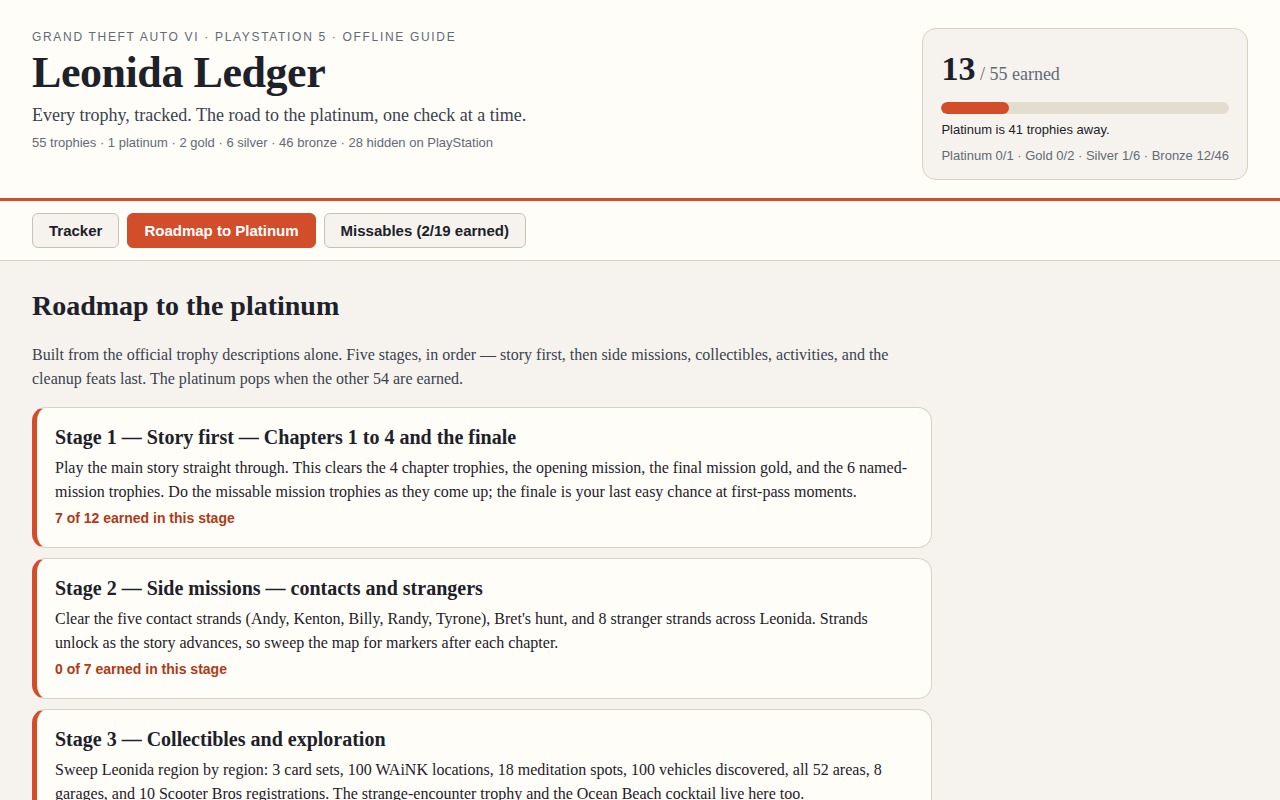 GRAND THEFT AUTO VI · PLAYSTATION 5 · OFFLINE GUIDE
Leonida Ledger
Every trophy, tracked. The road to the platinum, one check at a time.
55 trophies · 1 platinum · 2 gold · 6 silver · 46 bronze · 28 hidden on PlayStation
13 / 55 earned
Platinum is 41 trophies away.
Platinum 0/1 · Gold 0/2 · Silver 1/6 · Bronze 12/46
Tracker
Roadmap to Platinum
Missables (2/19 earned)
Roadmap to the platinum
Built from the official trophy descriptions alone. Five stages, in order — story first, then side missions, collectibles, activities, and the
cleanup feats last. The platinum pops when the other 54 are earned.
Stage 1 — Story first — Chapters 1 to 4 and the finale
Play the main story straight through. This clears the 4 chapter trophies, the opening mission, the final mission gold, and the 6 named-
mission trophies. Do the missable mission trophies as they come up; the finale is your last easy chance at first-pass moments.
7 of 12 earned in this stage
Stage 2 — Side missions — contacts and strangers
Clear the five contact strands (Andy, Kenton, Billy, Randy, Tyrone), Bret's hunt, and 8 stranger strands across Leonida. Strands
unlock as the story advances, so sweep the map for markers after each chapter.
0 of 7 earned in this stage
Stage 3 — Collectibles and exploration
Sweep Leonida region by region: 3 card sets, 100 WAiNK locations, 18 meditation spots, 100 vehicles discovered, all 52 areas, 8
garages, and 10 Scooter Bros registrations. The strange-encounter trophy and the Ocean Beach cocktail live here too.